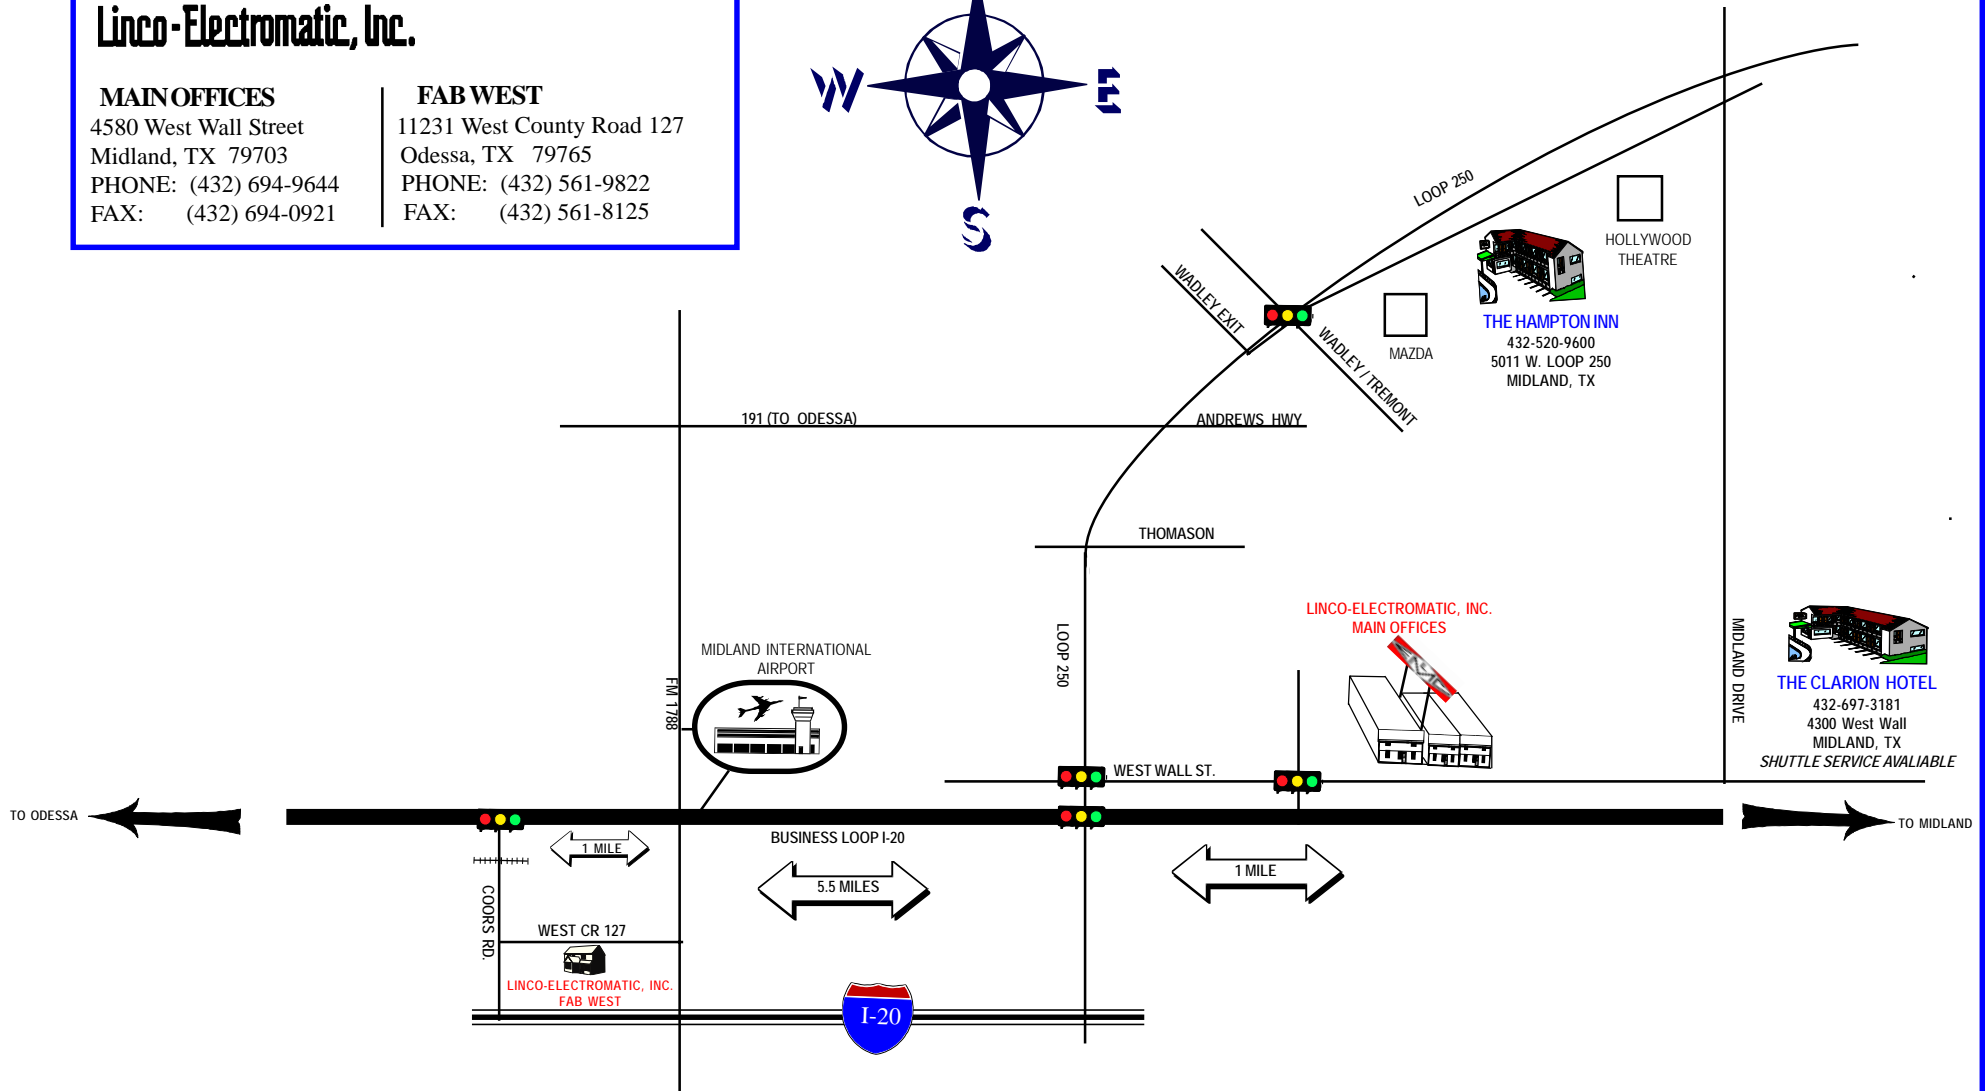 Linco-Electromatic, Inc.
MAIN OFFICES
4580 West Wall Street
Midland, TX 79703
PHONE: (432) 694-9644
FAX: (432) 694-0921
FAB WEST
11231 West County Road 127
Odessa, TX 79765
PHONE: (432) 561-9822
FAX: (432) 561-8125
W
E
S
LOOP 250
HOLLYWOOD
THEATRE
WADLEY EXIT
WADLEY / TREMONT
MAZDA
THE HAMPTON INN
432-520-9600
5011 W. LOOP 250
MIDLAND, TX
191 (TO ODESSA)
ANDREWS HWY
THOMASON
LINCO-ELECTROMATIC, INC.
MAIN OFFICES
LOOP 250
MIDLAND INTERNATIONAL
AIRPORT
FM 1788
MIDLAND DRIVE
THE CLARION HOTEL
432-697-3181
4300 West Wall
MIDLAND, TX
SHUTTLE SERVICE AVALIABLE
WEST WALL ST.
TO ODESSA
TO MIDLAND
BUSINESS LOOP I-20
1 MILE
5.5 MILES
1 MILE
COORS RD.
WEST CR 127
LINCO-ELECTROMATIC, INC.
FAB WEST
I-20